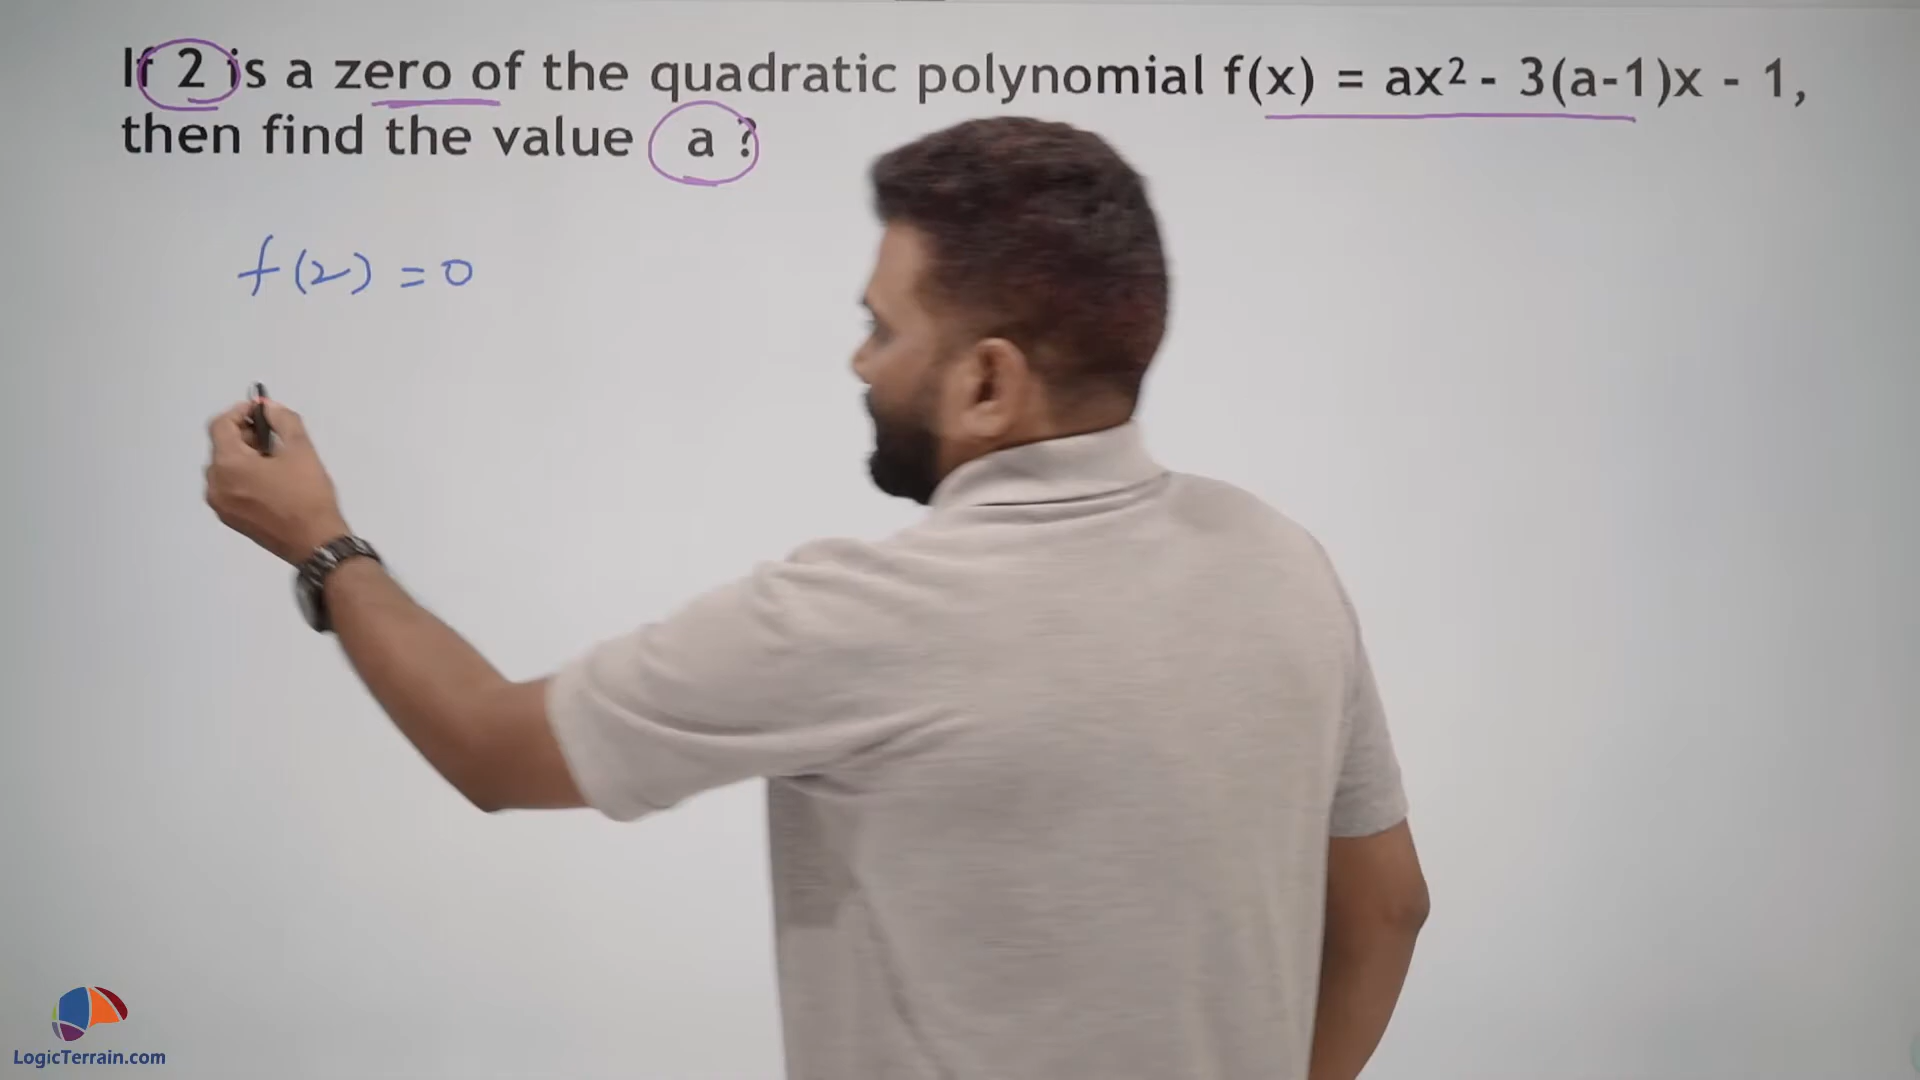 If 2 is a zero of the quadratic polynomial f(x) = ax² - 3(a-1)x - 1,
then find the value a ?
f(2) = 0
LogicTerrain.com